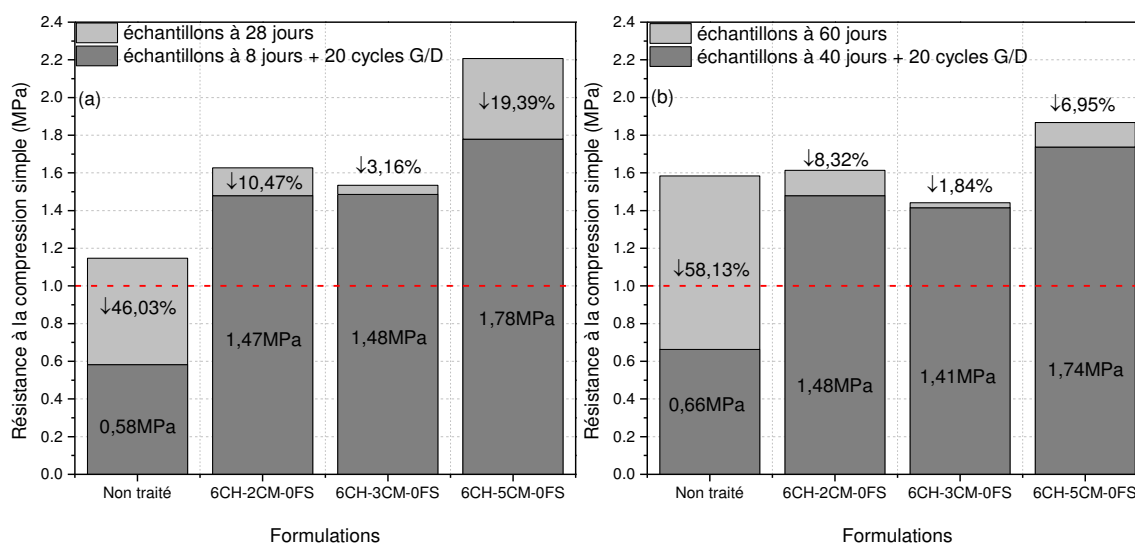 2.4
2.2
2.0
1.8
1.6
1.4
1.2
1.0
0.8
0.6
0.4
0.2
0.0
Résistance à la compression simple (MPa)
échantillons à 28 jours
échantillons à 8 jours + 20 cycles G/D
(a)
↓19,39%
↓10,47%
↓3,16%
↓46,03%
1,47MPa
1,48MPa
1,78MPa
0,58MPa
Non traité
6CH-2CM-0FS
6CH-3CM-0FS
6CH-5CM-0FS
Formulations
2.4
2.2
2.0
1.8
1.6
1.4
1.2
1.0
0.8
0.6
0.4
0.2
0.0
Résistance à la compression simple (MPa)
échantillons à 60 jours
échantillons à 40 jours + 20 cycles G/D
(b)
↓6,95%
↓8,32%
↓1,84%
↓58,13%
1,48MPa
1,41MPa
1,74MPa
0,66MPa
Non traité
6CH-2CM-0FS
6CH-3CM-0FS
6CH-5CM-0FS
Formulations